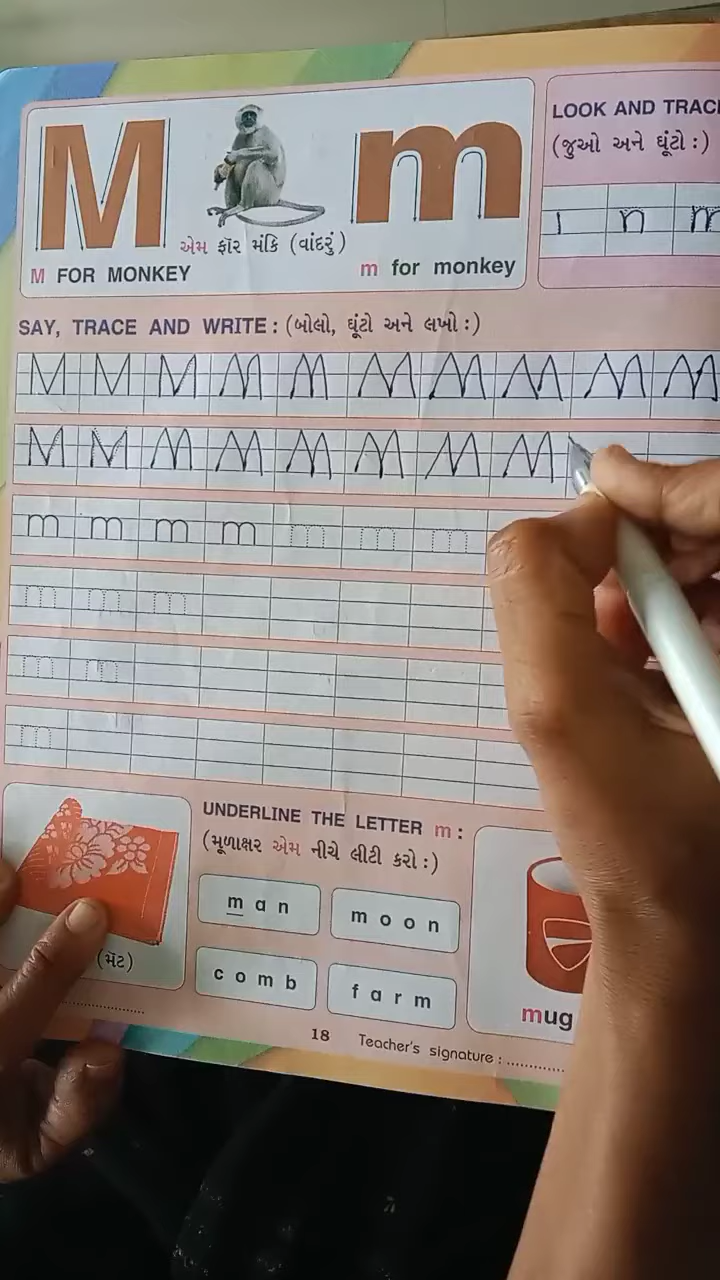 M m
એમ ફૉર મંકિ (વાંદરું)
M FOR MONKEY
m for monkey
LOOK AND TRAC
(જુઓ અને ઘૂંટો :)
ı n m
SAY, TRACE AND WRITE : (બોલો, ઘૂંટો અને લખો :)
M M M M M M M M M M
M M M M M M M M
m m m m m m m
m m m
m m
m
UNDERLINE THE LETTER m :
(મૂળાક્ષર એમ નીચે લીટી કરો :)
man moon
comb farm
(મૅટ)
mug
18 Teacher's signature : ..............